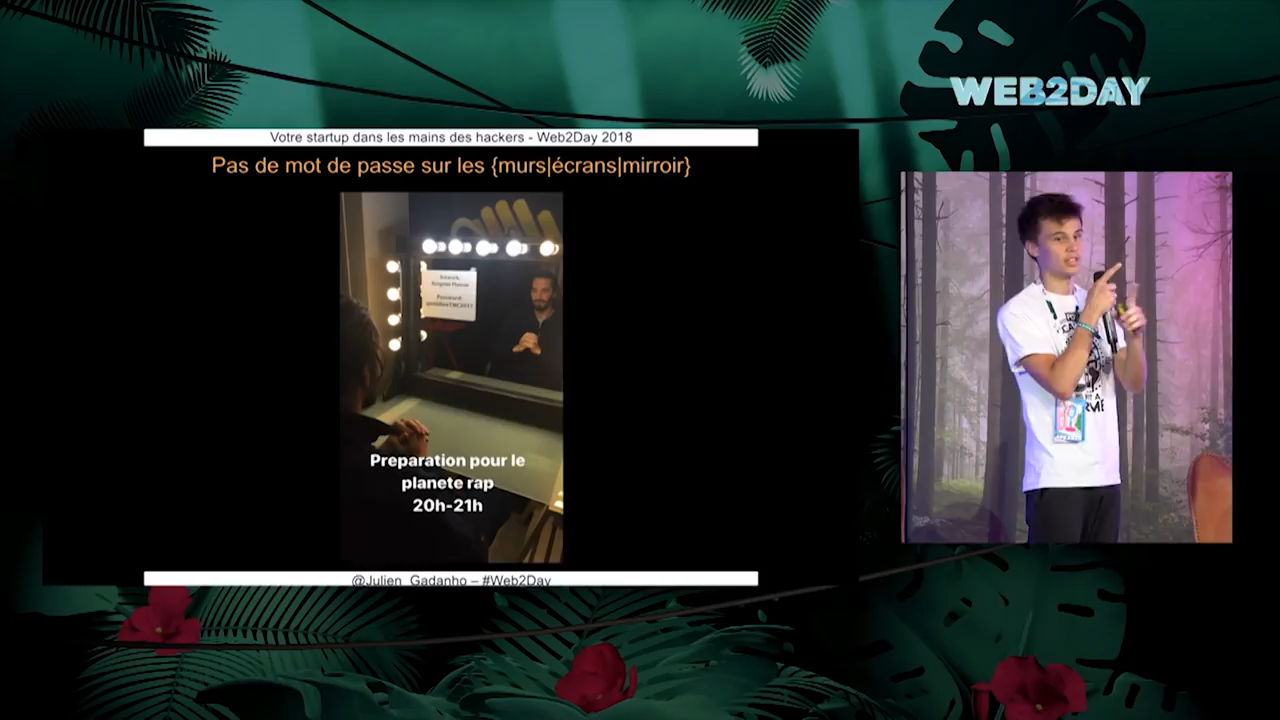 WEB2DAY
Votre startup dans les mains des hackers - Web2Day 2018
Pas de mot de passe sur les {murs|écrans|mirroir}
Password:
Preparation pour le
planete rap
20h-21h
@Julien_Gadanho – #Web2Day